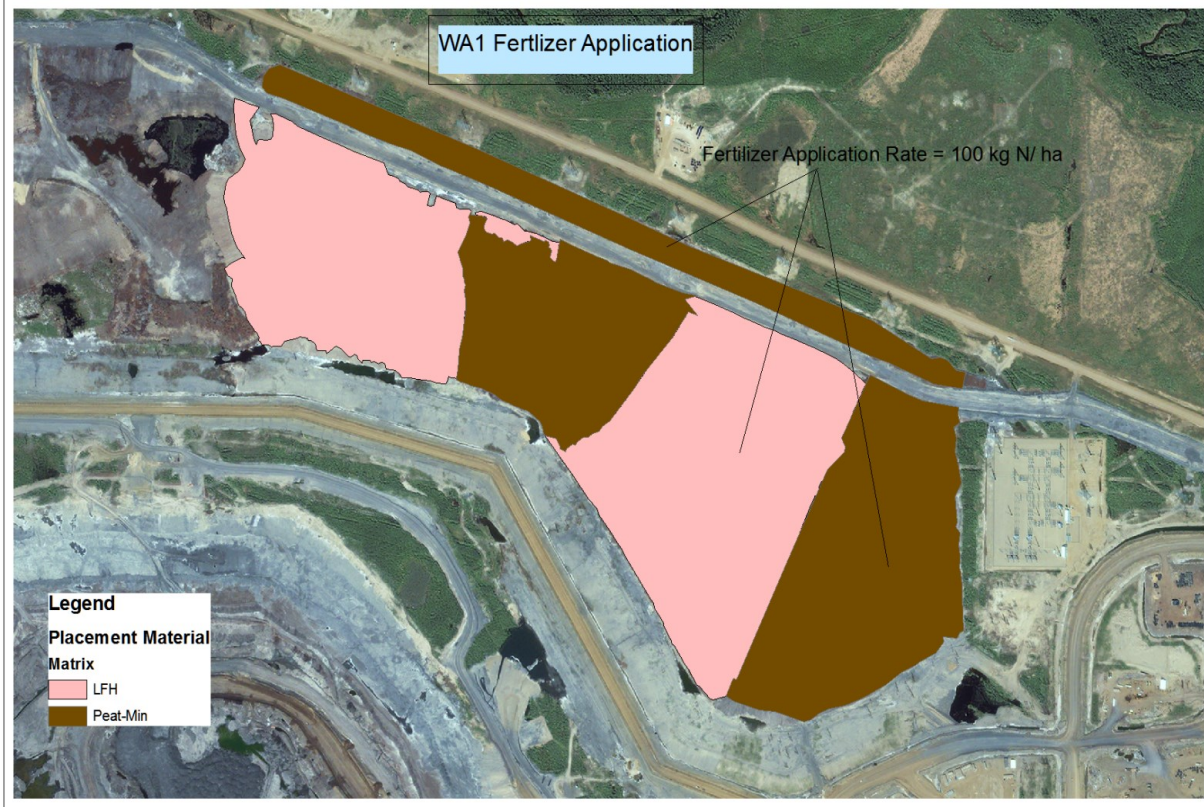 WA1 Fertlizer Application
Fertilizer Application Rate = 100 kg N/ ha
Legend
Placement Material
Matrix
LFH
Peat-Min